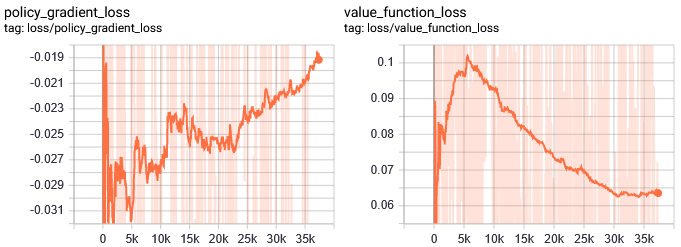 policy_gradient_loss
tag: loss/policy_gradient_loss
-0.019
-0.021
-0.023
-0.025
-0.027
-0.029
-0.031
0 5k 10k 15k 20k 25k 30k 35k
value_function_loss
tag: loss/value_function_loss
0.1
0.09
0.08
0.07
0.06
0 5k 10k 15k 20k 25k 30k 35k